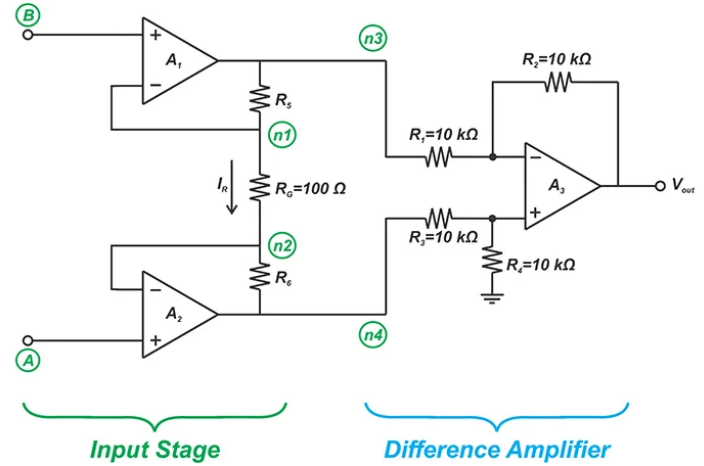 B
+
A₁
−
n3
R₂=10 kΩ
R₅
n1
R₁=10 kΩ
I_R
R_G=100 Ω
−
A₃
+
V_out
n2
R₃=10 kΩ
R₆
R₄=10 kΩ
−
A₂
+
n4
A
Input Stage
Difference Amplifier